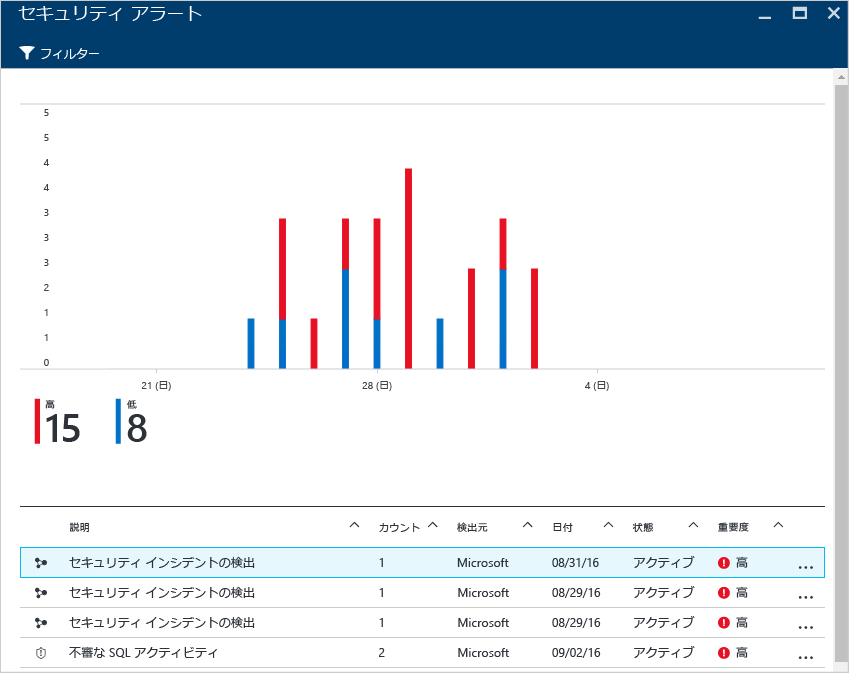 セキュリティ アラート
フィルター
5
5
4
4
3
3
3
2
1
1
0
21 (日) 28 (日) 4 (日)
高 低
15 8
説明 カウント 検出元 日付 状態 重要度
セキュリティ インシデントの検出 1 Microsoft 08/31/16 アクティブ 高 ...
セキュリティ インシデントの検出 1 Microsoft 08/29/16 アクティブ 高 ...
セキュリティ インシデントの検出 1 Microsoft 08/29/16 アクティブ 高 ...
不審な SQL アクティビティ 2 Microsoft 09/02/16 アクティブ 高 ...